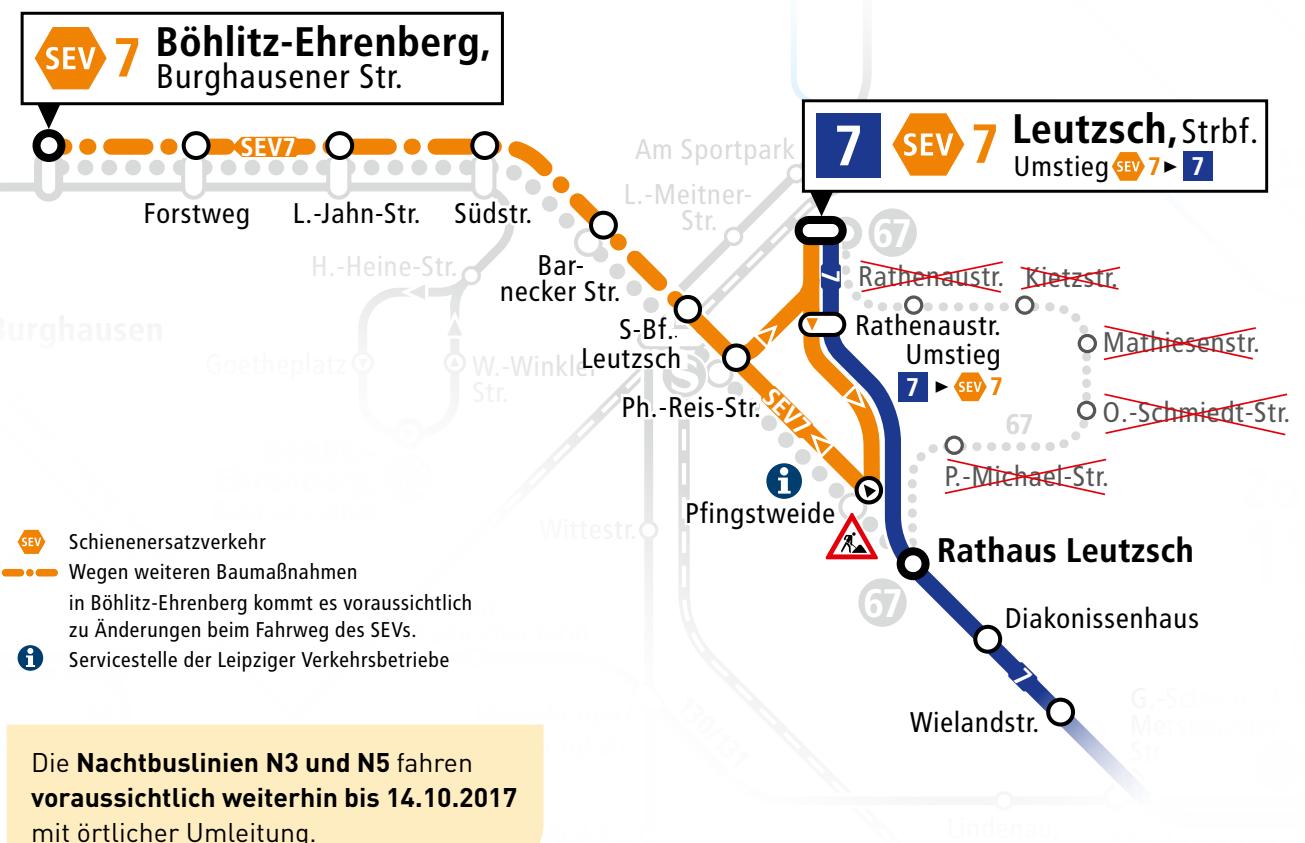 SEV 7 Böhlitz-Ehrenberg,
Burghausener Str.
7 SEV 7 Leutzsch, Strbf.
Umstieg SEV 7 ► 7
SEV7
Forstweg
L.-Jahn-Str.
Südstr.
Am Sportpark
L.-Meitner-
Str.
67
H.-Heine-Str.
Bar-
necker Str.
7
Rathenaustr.
Kietzstr.
Burghausen
S-Bf.
Leutzsch
Rathenaustr.
Umstieg
7 ► SEV 7
Mathiesenstr.
Goetheplatz
W.-Winkler
Str.
S
Ph.-Reis-Str.
SEV7
O.-Schmiedt-Str.
67
P.-Michael-Str.
i
Pfingstweide
Wittestr.
Rathaus Leutzsch
67
SEV Schienenersatzverkehr
Wegen weiteren Baumaßnahmen
in Böhlitz-Ehrenberg kommt es voraussichtlich
zu Änderungen beim Fahrweg des SEVs.
i Servicestelle der Leipziger Verkehrsbetriebe
Diakonissenhaus
7
Wielandstr.
130/131
Str.
Lindenau,
Die Nachtbuslinien N3 und N5 fahren
voraussichtlich weiterhin bis 14.10.2017
mit örtlicher Umleitung.